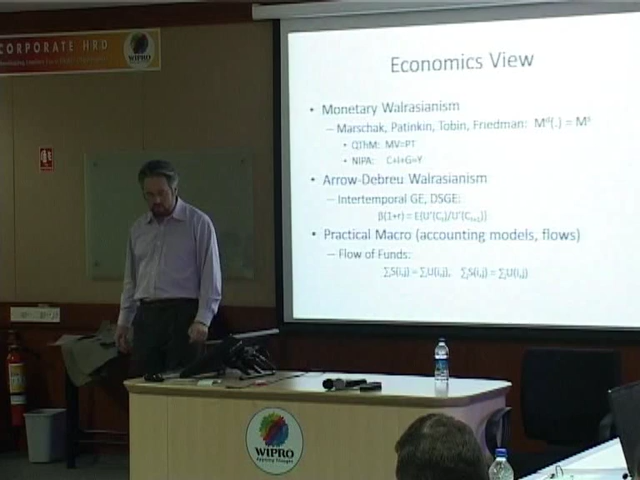 CORPORATE HRD
WIPRO
Economics View
• Monetary Walrasianism
– Marschak, Patinkin, Tobin, Friedman: Mᵈ(.) = Mˢ
• QThM: MV=PT
• NIPA: C+I+G=Y
• Arrow-Debreu Walrasianism
– Intertemporal GE, DSGE:
β(1+r) = E(U'(Cₜ)/U'(Cₜ₊₁))
• Practical Macro (accounting models, flows)
– Flow of Funds:
∑ᵢS(i,j) = ∑ᵢU(i,j), ∑ⱼS(i,j) = ∑ⱼU(i,j)
WIPRO
Applying Thought